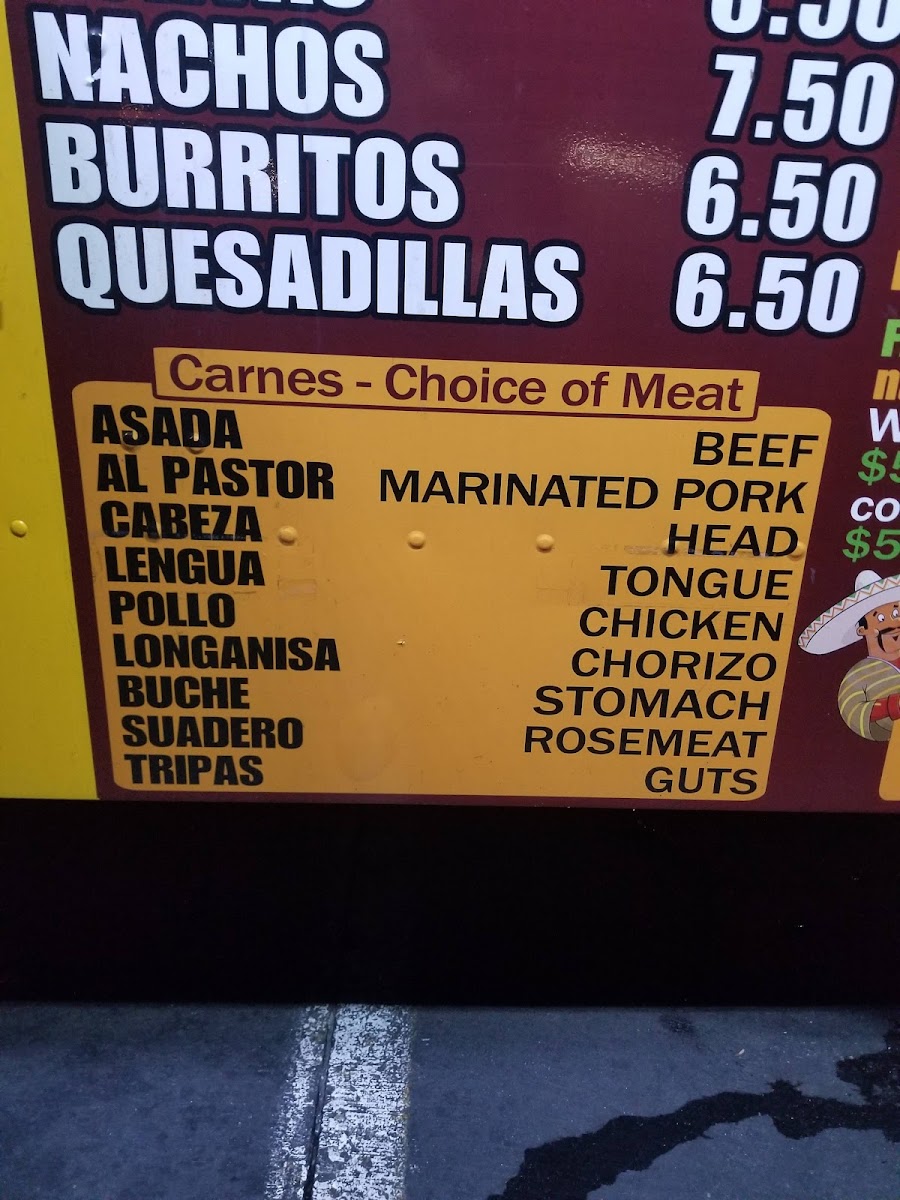 NACHOS 7.50
BURRITOS 6.50
QUESADILLAS 6.50
Carnes - Choice of Meat
ASADA BEEF
AL PASTOR MARINATED PORK
CABEZA HEAD
LENGUA TONGUE
POLLO CHICKEN
LONGANISA CHORIZO
BUCHE STOMACH
SUADERO ROSEMEAT
TRIPAS GUTS